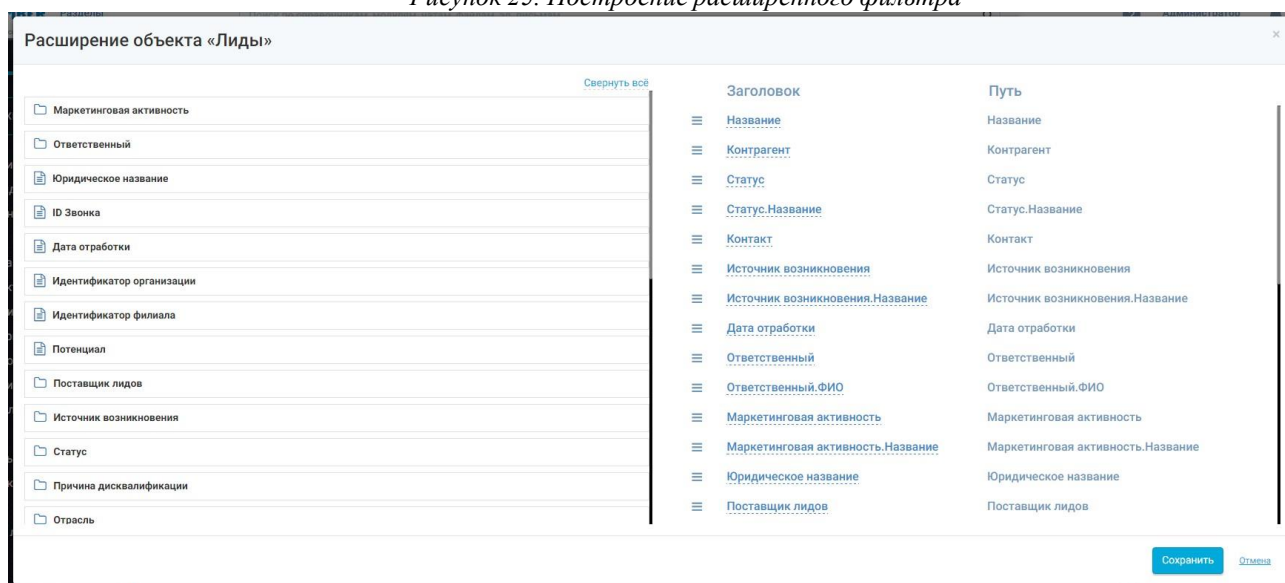 Рисунок 25. Построение расширенного фильтра
Разделы
Администратор
Расширение объекта «Лиды»
×
Свернуть всё
Маркетинговая активность
Ответственный
Юридическое название
ID Звонка
Дата отработки
Идентификатор организации
Идентификатор филиала
Потенциал
Поставщик лидов
Источник возникновения
Статус
Причина дисквалификации
Отрасль
Заголовок Путь
Название Название
Контрагент Контрагент
Статус Статус
Статус.Название Статус.Название
Контакт Контакт
Источник возникновения Источник возникновения
Источник возникновения.Название Источник возникновения.Название
Дата отработки Дата отработки
Ответственный Ответственный
Ответственный.ФИО Ответственный.ФИО
Маркетинговая активность Маркетинговая активность
Маркетинговая активность.Название Маркетинговая активность.Название
Юридическое название Юридическое название
Поставщик лидов Поставщик лидов
Сохранить Отмена